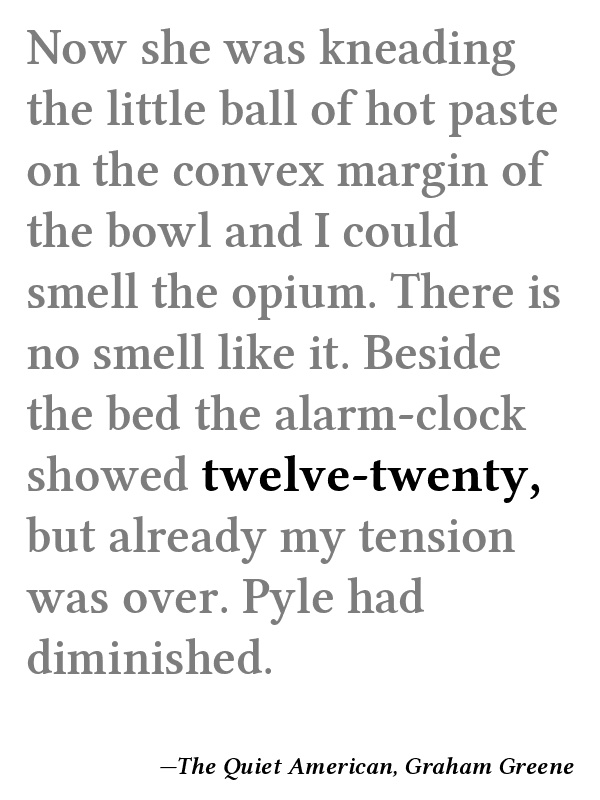 Now she was kneading
the little ball of hot paste
on the convex margin of
the bowl and I could
smell the opium. There is
no smell like it. Beside
the bed the alarm-clock
showed twelve-twenty,
but already my tension
was over. Pyle had
diminished.
—The Quiet American, Graham Greene